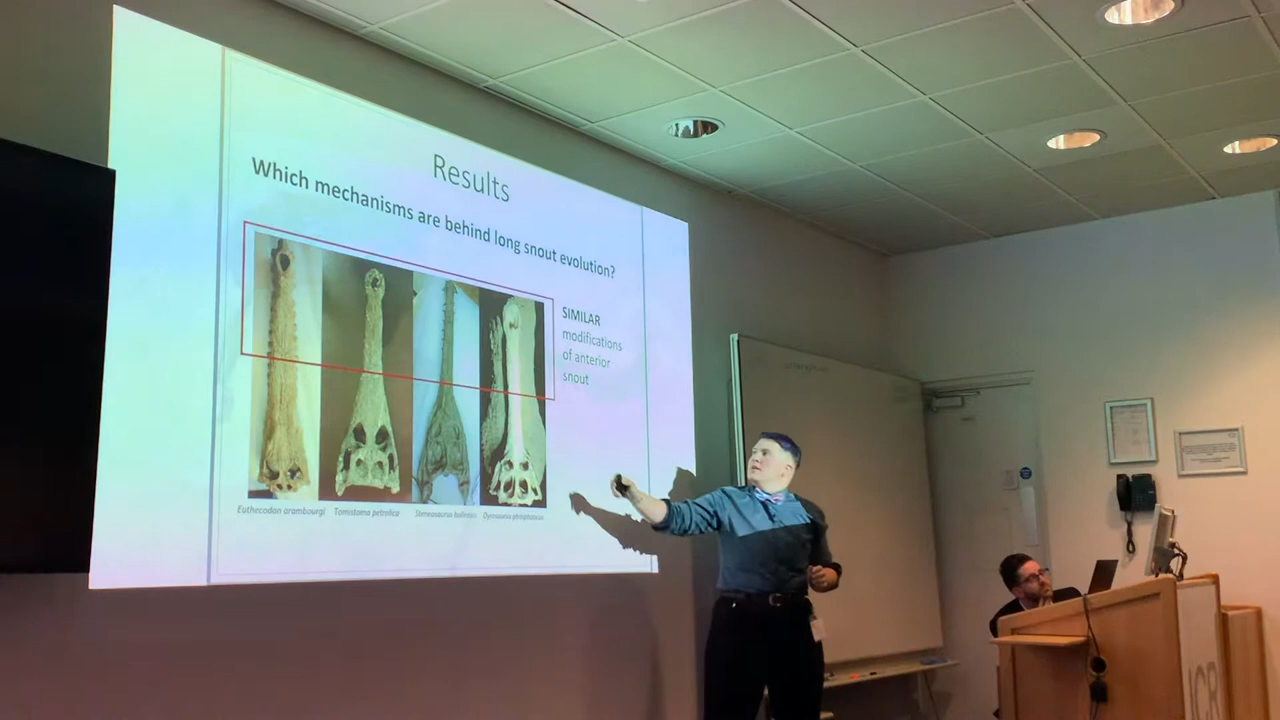 Results
Which mechanisms are behind long snout evolution?
SIMILAR
modifications
of anterior
snout
Euthecodon arambourgi Tomistoma petrolica Steneosaurus Dyrosaurus phosphaticus